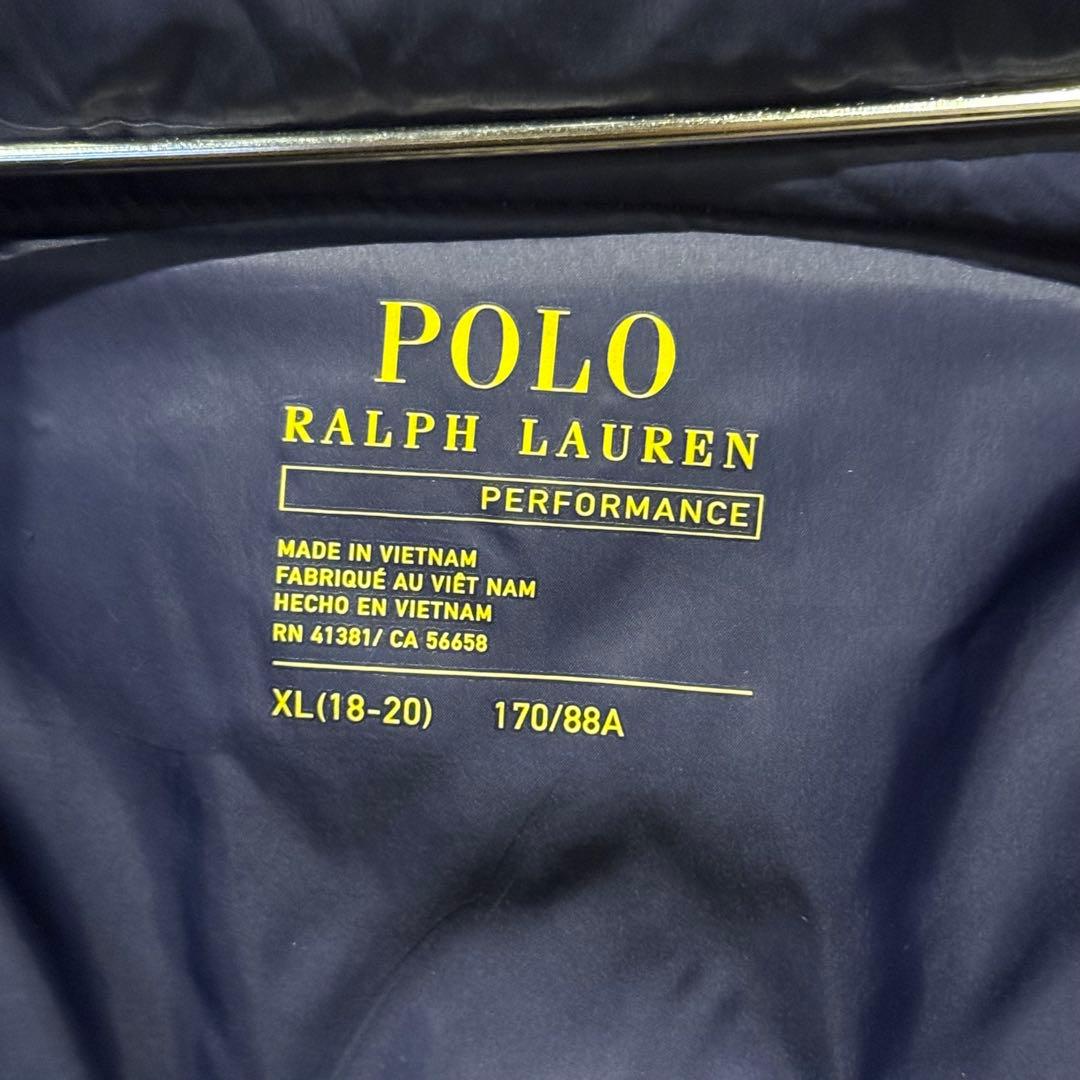 POLO
RALPH LAUREN
PERFORMANCE
MADE IN VIETNAM
FABRIQUÉ AU VIÊT NAM
HECHO EN VIETNAM
RN 41381/ CA 56658
XL(18-20) 170/88A